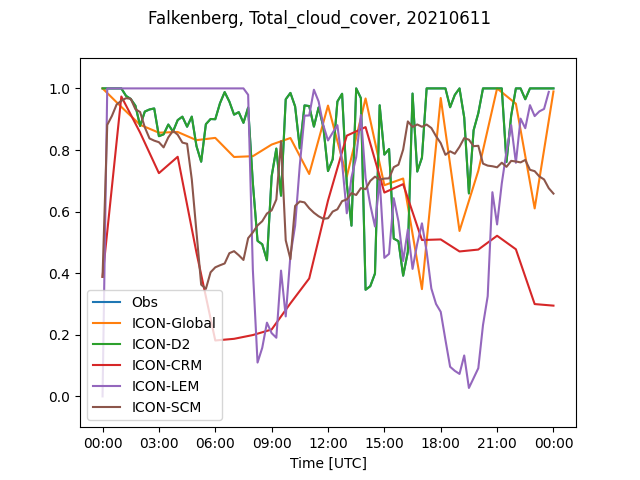 Falkenberg, Total_cloud_cover, 20210611
1.0
0.8
0.6
0.4
0.2
0.0
Obs
ICON-Global
ICON-D2
ICON-CRM
ICON-LEM
ICON-SCM
00:00 03:00 06:00 09:00 12:00 15:00 18:00 21:00 00:00
Time [UTC]